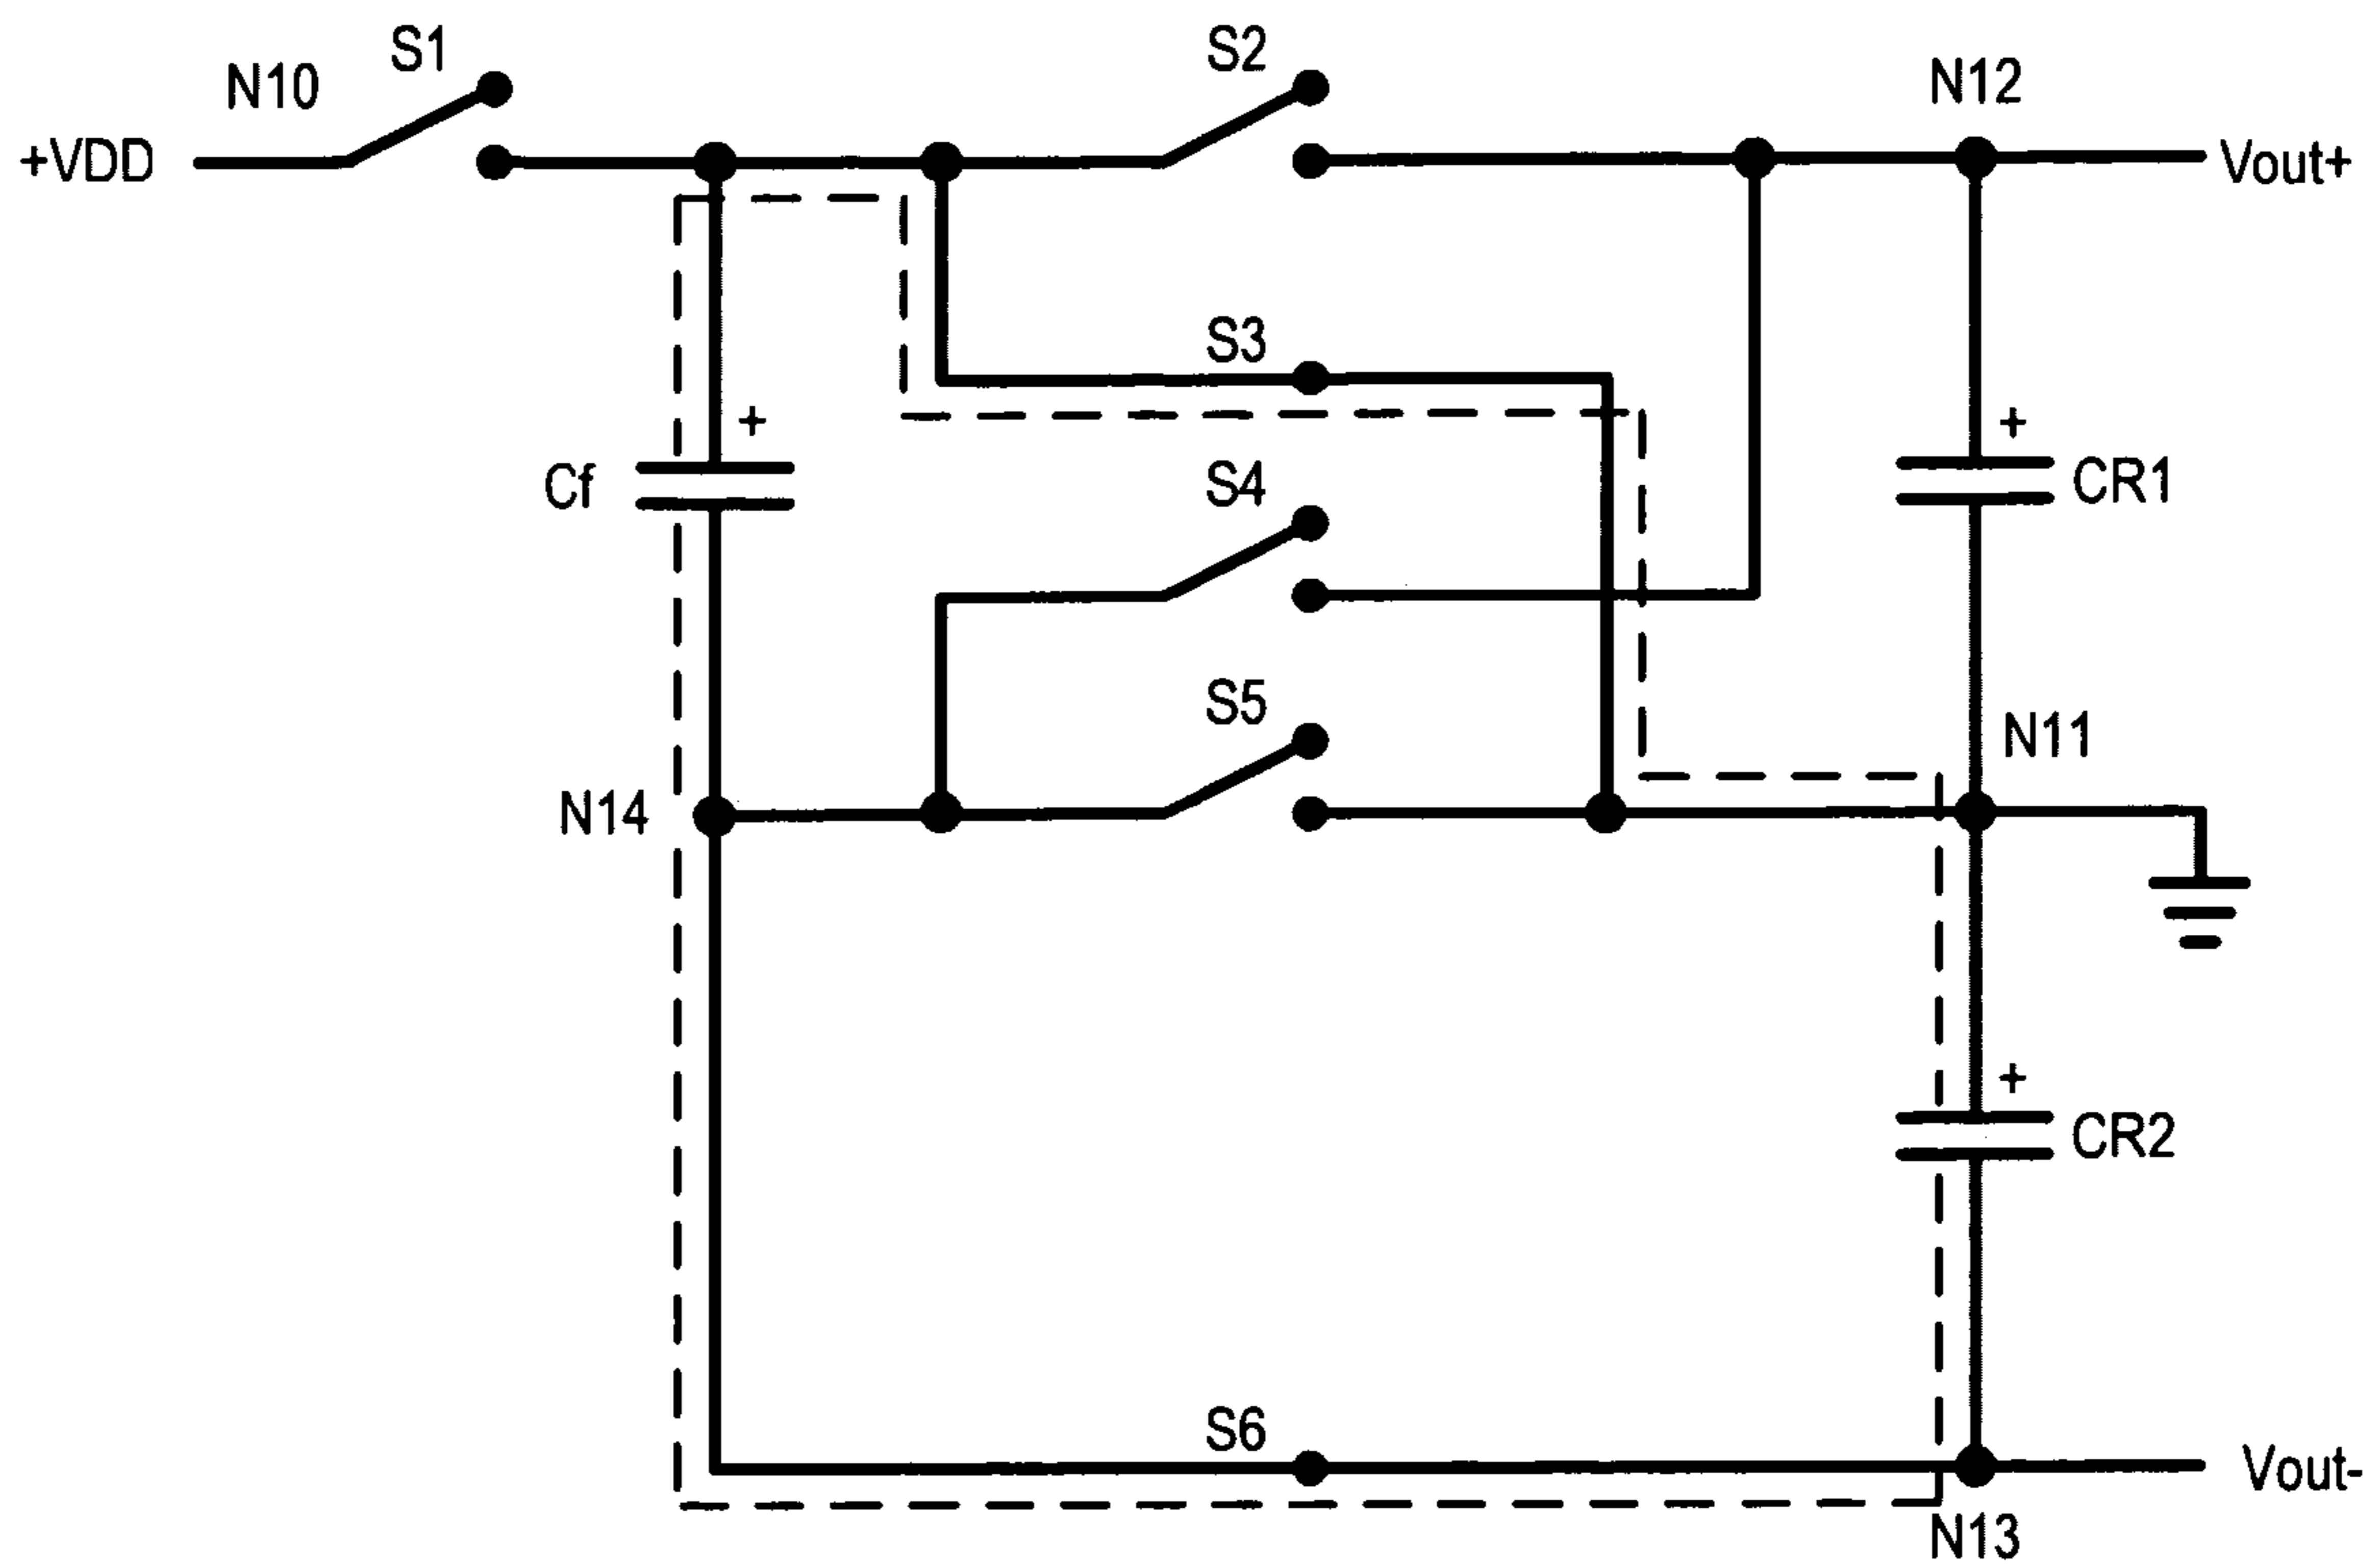 S1
S2
N10
N12
+VDD
Vout+
S3
+
+
Cf
S4
CR1
S5
N11
N14
+
CR2
S6
Vout-
N13